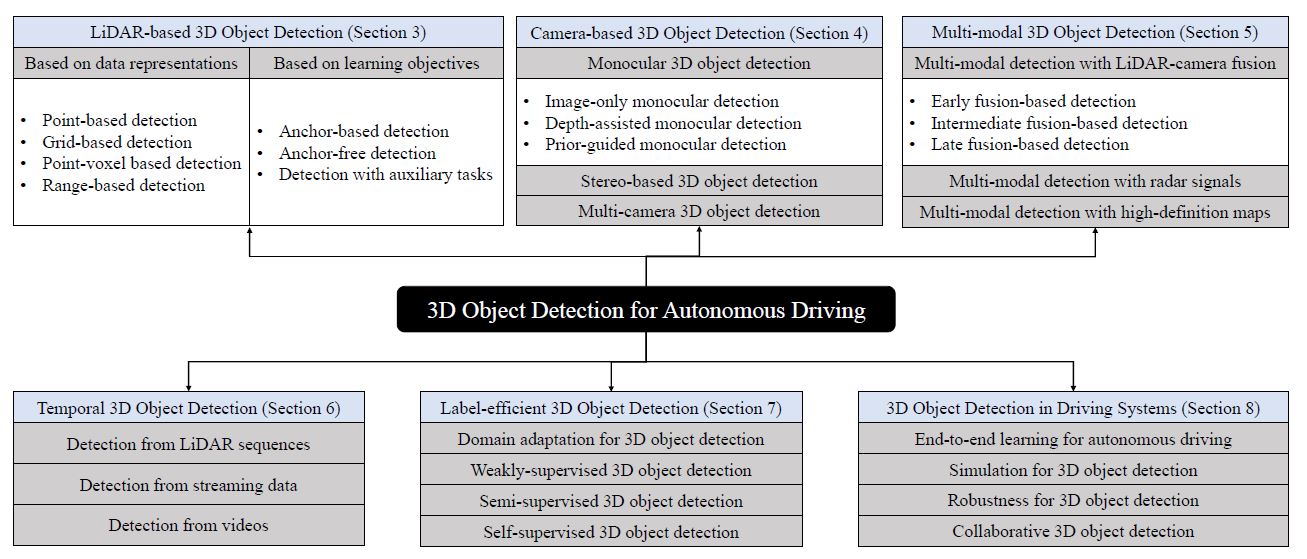 LiDAR-based 3D Object Detection (Section 3)
Based on data representations
Based on learning objectives
• Point-based detection
• Grid-based detection
• Point-voxel based detection
• Range-based detection
• Anchor-based detection
• Anchor-free detection
• Detection with auxiliary tasks
Camera-based 3D Object Detection (Section 4)
Monocular 3D object detection
• Image-only monocular detection
• Depth-assisted monocular detection
• Prior-guided monocular detection
Stereo-based 3D object detection
Multi-camera 3D object detection
Multi-modal 3D Object Detection (Section 5)
Multi-modal detection with LiDAR-camera fusion
• Early fusion-based detection
• Intermediate fusion-based detection
• Late fusion-based detection
Multi-modal detection with radar signals
Multi-modal detection with high-definition maps
3D Object Detection for Autonomous Driving
Temporal 3D Object Detection (Section 6)
Detection from LiDAR sequences
Detection from streaming data
Detection from videos
Label-efficient 3D Object Detection (Section 7)
Domain adaptation for 3D object detection
Weakly-supervised 3D object detection
Semi-supervised 3D object detection
Self-supervised 3D object detection
3D Object Detection in Driving Systems (Section 8)
End-to-end learning for autonomous driving
Simulation for 3D object detection
Robustness for 3D object detection
Collaborative 3D object detection